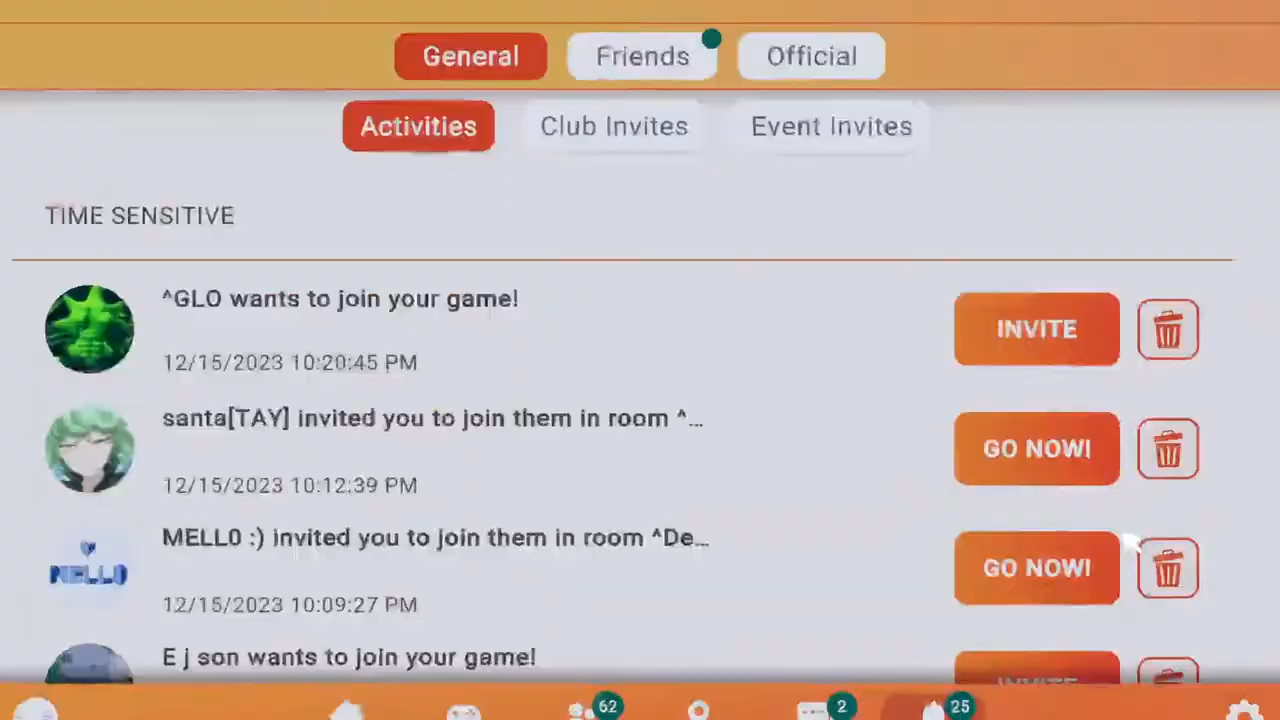 General Friends Official
Activities Club Invites Event Invites
TIME SENSITIVE
^GLO wants to join your game!
INVITE
12/15/2023 10:20:45 PM
santa[TAY] invited you to join them in room ^...
GO NOW!
12/15/2023 10:12:39 PM
MELL0 :) invited you to join them in room ^De...
GO NOW!
MELLO
12/15/2023 10:09:27 PM
E j son wants to join your game!
INVITE
62 2 25